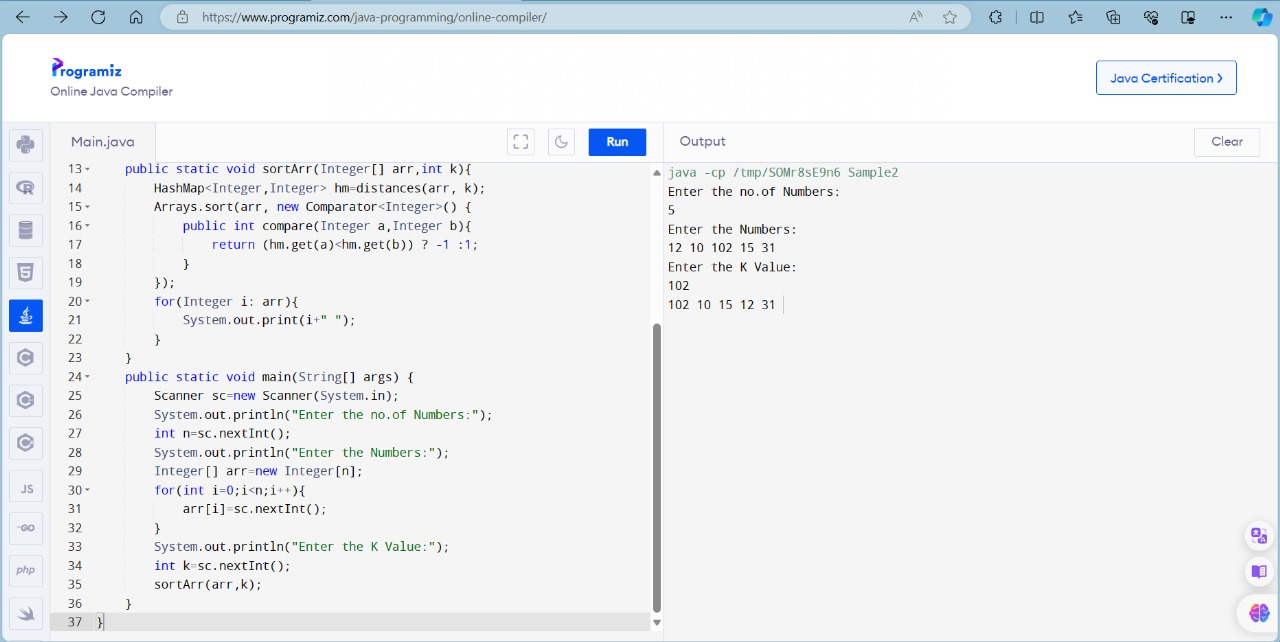 https://www.programiz.com/java-programming/online-compiler/
Programiz
Online Java Compiler
Java Certification
Main.java
Run
13 public static void sortArr(Integer[] arr,int k){
14 HashMap<Integer,Integer> hm=distances(arr, k);
15 Arrays.sort(arr, new Comparator<Integer>() {
16 public int compare(Integer a,Integer b){
17 return (hm.get(a)<hm.get(b)) ? -1 :1;
18 }
19 });
20 for(Integer i: arr){
21 System.out.print(i+" ");
22 }
23 }
24 public static void main(String[] args) {
25 Scanner sc=new Scanner(System.in);
26 System.out.println("Enter the no.of Numbers:");
27 int n=sc.nextInt();
28 System.out.println("Enter the Numbers:");
29 Integer[] arr=new Integer[n];
30 for(int i=0;i<n;i++){
31 arr[i]=sc.nextInt();
32 }
33 System.out.println("Enter the K Value:");
34 int k=sc.nextInt();
35 sortArr(arr,k);
36 }
37 }
JS
GO
php
Output
Clear
java -cp /tmp/SOMr8sE9n6 Sample2
Enter the no.of Numbers:
5
Enter the Numbers:
12 10 102 15 31
Enter the K Value:
102
102 10 15 12 31